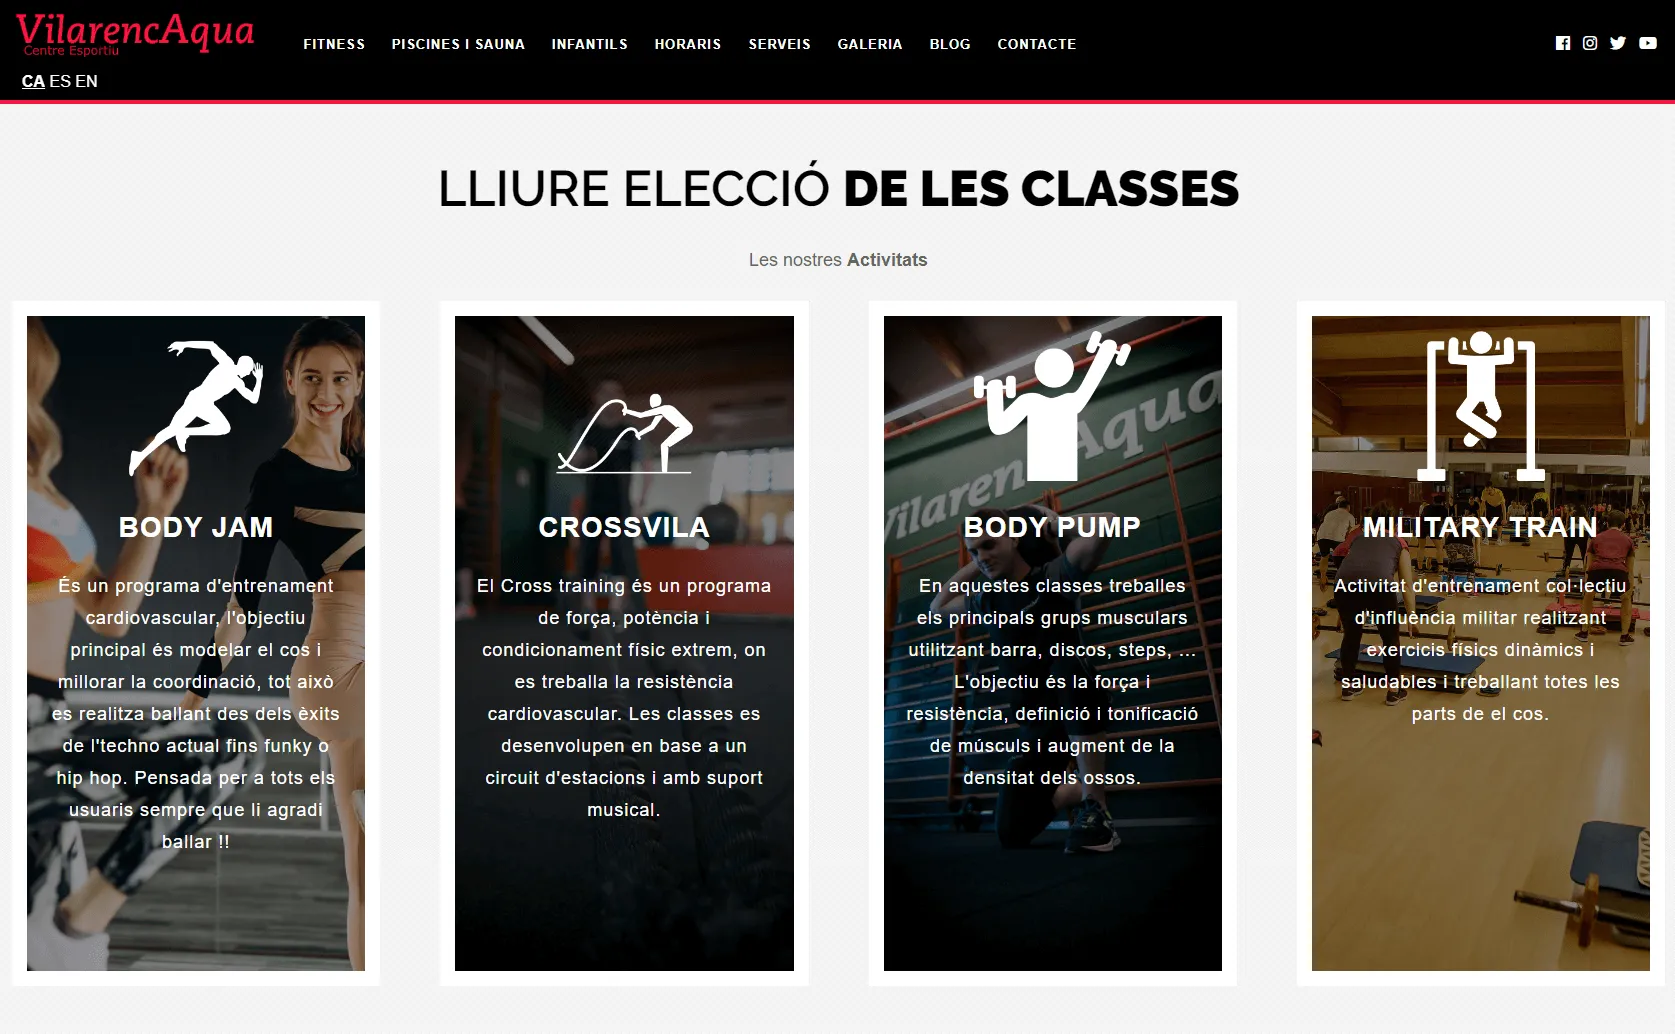 VilarencAqua
Centre Esportiu
CA ES EN
FITNESS PISCINES I SAUNA INFANTILS HORARIS SERVEIS GALERIA BLOG CONTACTE
LLIURE ELECCIÓ DE LES CLASSES
Les nostres Activitats
BODY JAM
És un programa d'entrenament
cardiovascular, l'objectiu
principal és modelar el cos i
millorar la coordinació, tot això
es realitza ballant des dels èxits
de l'techno actual fins funky o
hip hop. Pensada per a tots els
usuaris sempre que li agradi
ballar !!
CROSSVILA
El Cross training és un programa
de força, potència i
condicionament físic extrem, on
es treballa la resistència
cardiovascular. Les classes es
desenvolupen en base a un
circuit d'estacions i amb suport
musical.
Vilarenc Aqua
BODY PUMP
En aquestes classes treballes
els principals grups musculars
utilitzant barra, discos, steps, ...
L'objectiu és la força i
resistència, definició i tonificació
de músculs i augment de la
densitat dels ossos.
MILITARY TRAIN
Activitat d'entrenament col·lectiu
d'influència militar realitzant
exercicis físics dinàmics i
saludables i treballant totes les
parts de el cos.